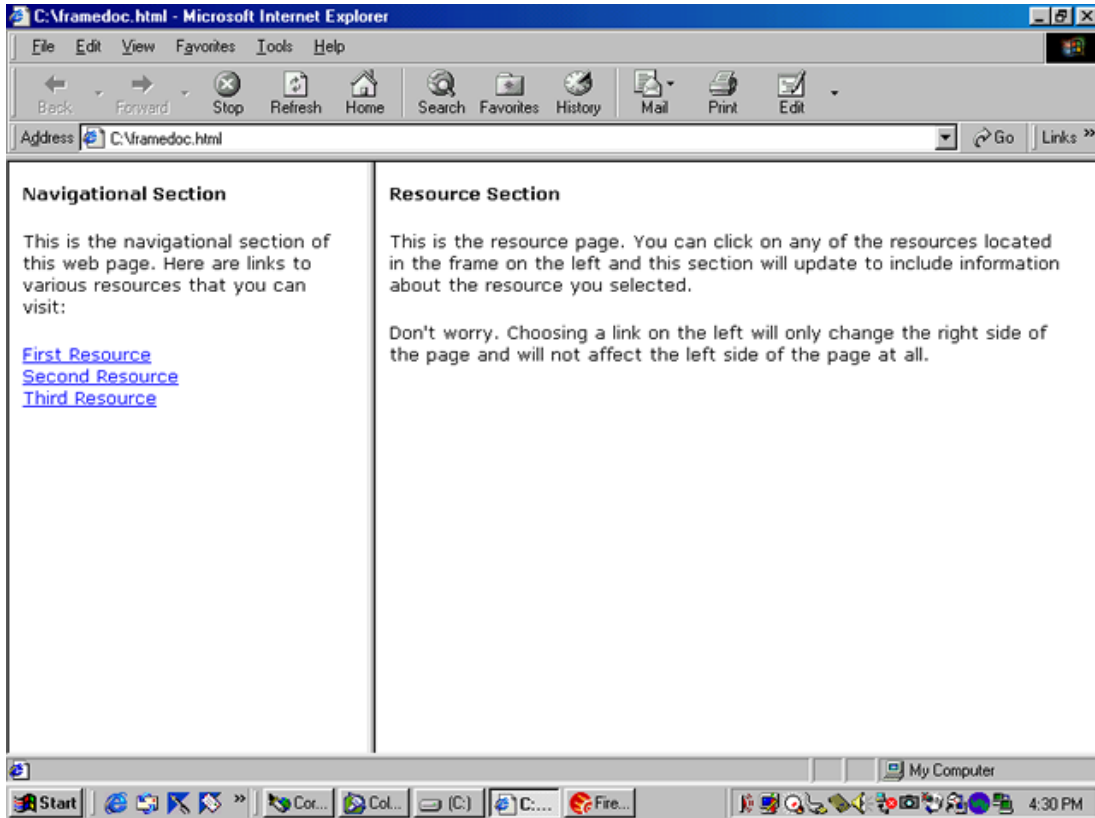 C:\framedoc.html - Microsoft Internet Explorer
File Edit View Favorites Tools Help
Back Forward Stop Refresh Home Search Favorites History Mail Print Edit
Address C:\framedoc.html Go Links »
Navigational Section
This is the navigational section of
this web page. Here are links to
various resources that you can
visit:
First Resource
Second Resource
Third Resource
Resource Section
This is the resource page. You can click on any of the resources located
in the frame on the left and this section will update to include information
about the resource you selected.
Don't worry. Choosing a link on the left will only change the right side of
the page and will not affect the left side of the page at all.
My Computer
Start » Cor... Col... (C:) C:... Fire... 4:30 PM